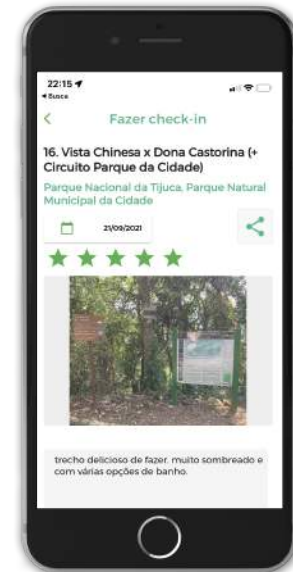 22:15
◂ Busca
Fazer check-in
16. Vista Chinesa x Dona Castorina (+
Circuito Parque da Cidade)
Parque Nacional da Tijuca, Parque Natural
Municipal da Cidade
21/09/2021
trecho delicioso de fazer. muito sombreado e
com várias opções de banho.